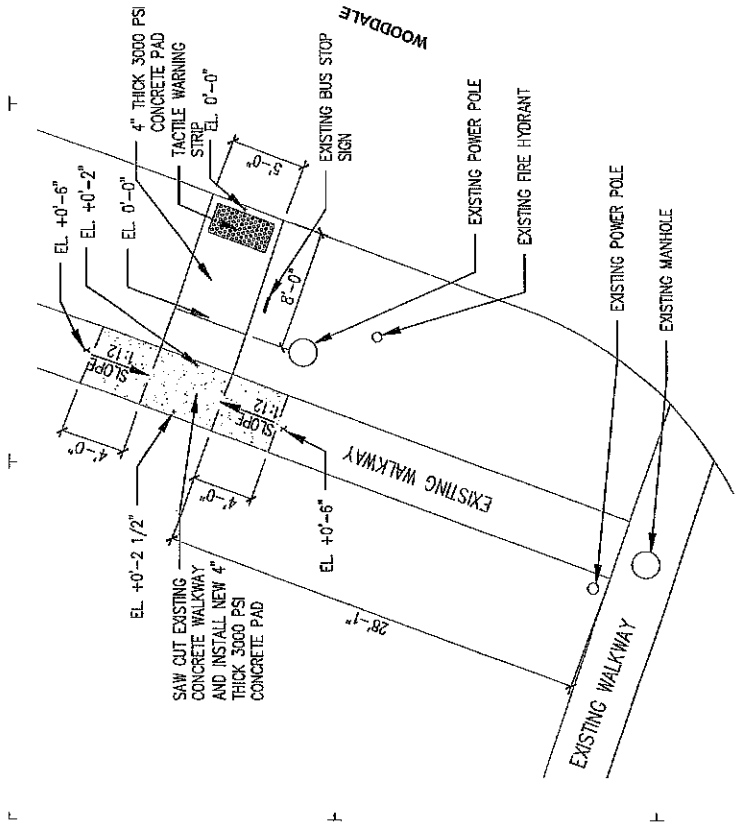 EL. +0'-6"
EL. +0'-2"
EL. 0'-0"
4" THICK 3000 PSI
CONCRETE PAD
TACTILE WARNING
STRIP
EL. 0'-0"
5'-0"
WOODDALE
SLOPE
1:12
4'-0"
8'-0"
EXISTING BUS STOP
SIGN
EL. +0'-2 1/2"
SLOPE
1:12
4'-0"
EL. +0'-6"
SAW CUT EXISTING
CONCRETE WALKWAY
AND INSTALL NEW 4"
THICK 3000 PSI
CONCRETE PAD
EXISTING POWER POLE
EXISTING FIRE HYDRANT
EXISTING WALKWAY
28'-1"
EXISTING POWER POLE
EXISTING MANHOLE
EXISTING WALKWAY